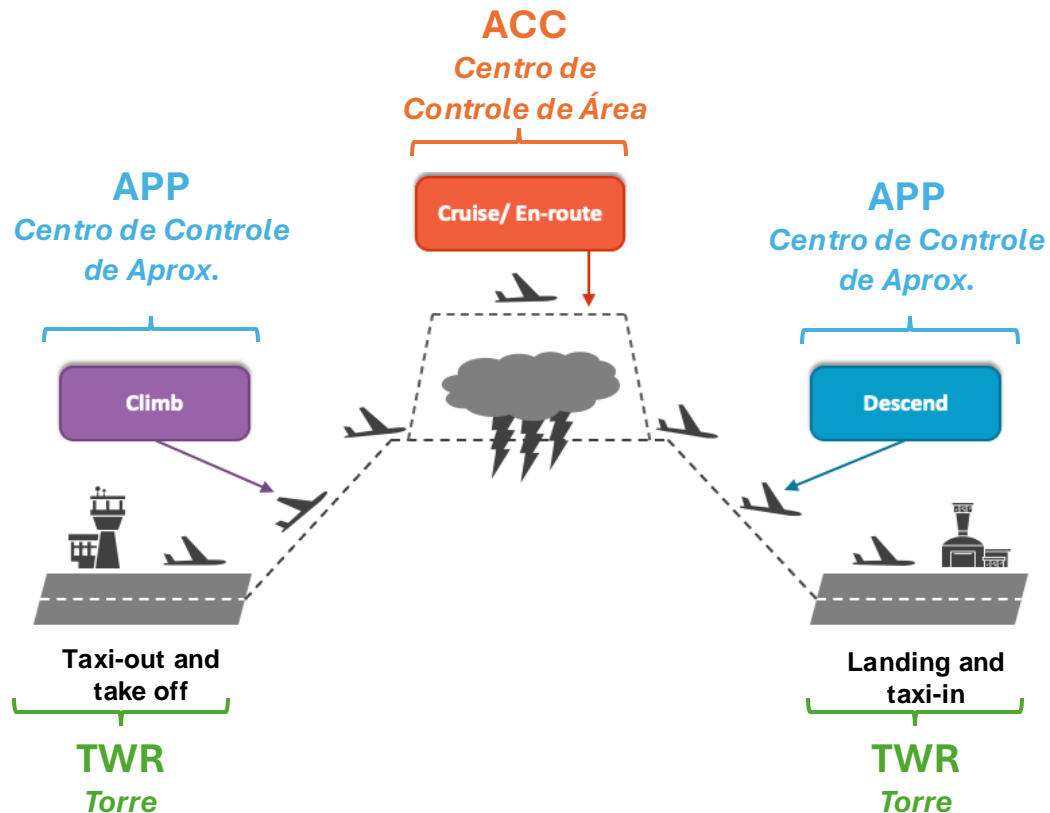 ACC
Centro de
Controle de Área
Cruise/ En-route
APP
Centro de Controle
de Aprox.
Climb
APP
Centro de Controle
de Aprox.
Descend
Taxi-out and
take off
TWR
Torre
Landing and
taxi-in
TWR
Torre